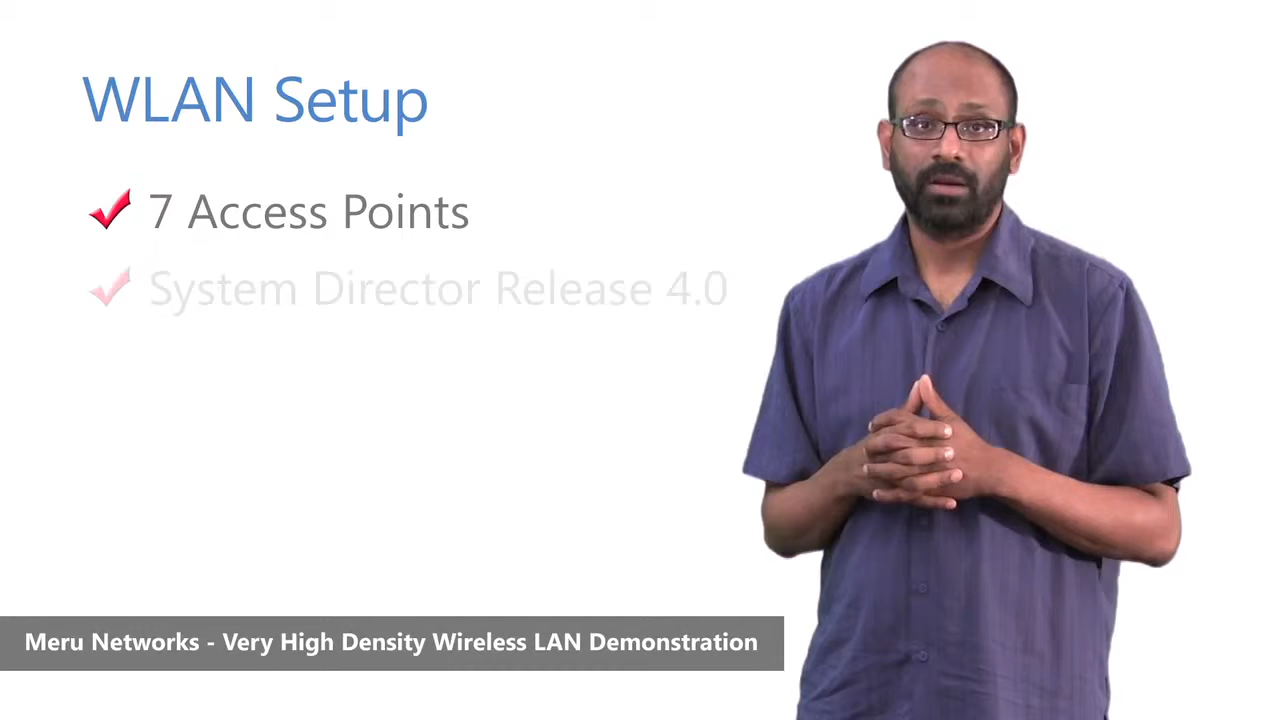 WLAN Setup
7 Access Points
System Director Release 4.0
Meru Networks - Very High Density Wireless LAN Demonstration